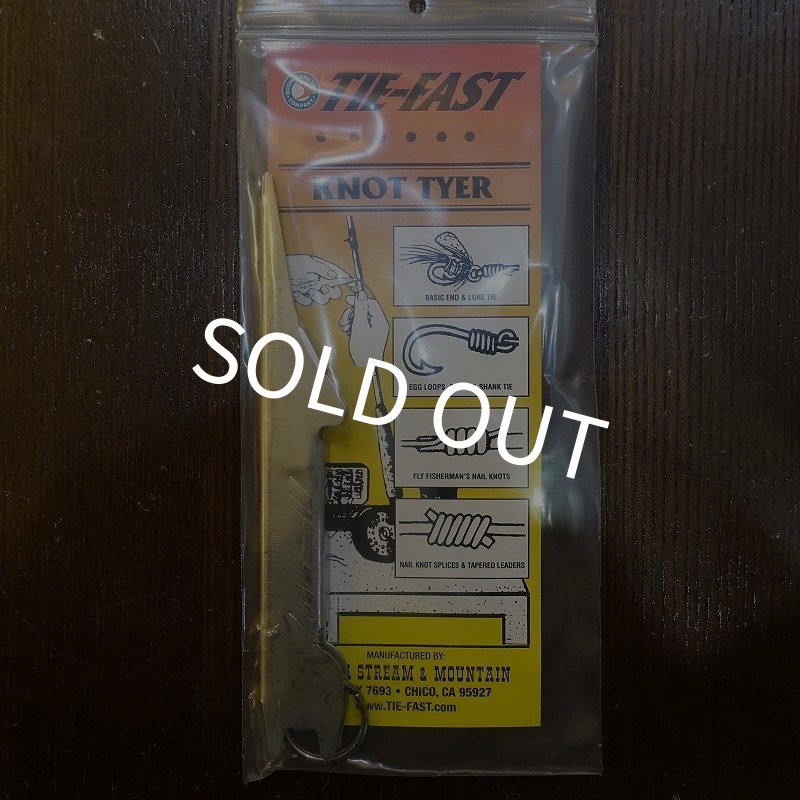 TIE-FAST
KNOT TYER
BASIC END & LURE TIE
SOLD OUT
EGG LOOPS SHANK TIE
FLY FISHERMAN'S NAIL KNOTS
NAIL KNOT SPLICES & TAPERED LEADERS
MANUFACTURED BY:
STREAM & MOUNTAIN
7693 • CHICO, CA 95927
www.TIE-FAST.com